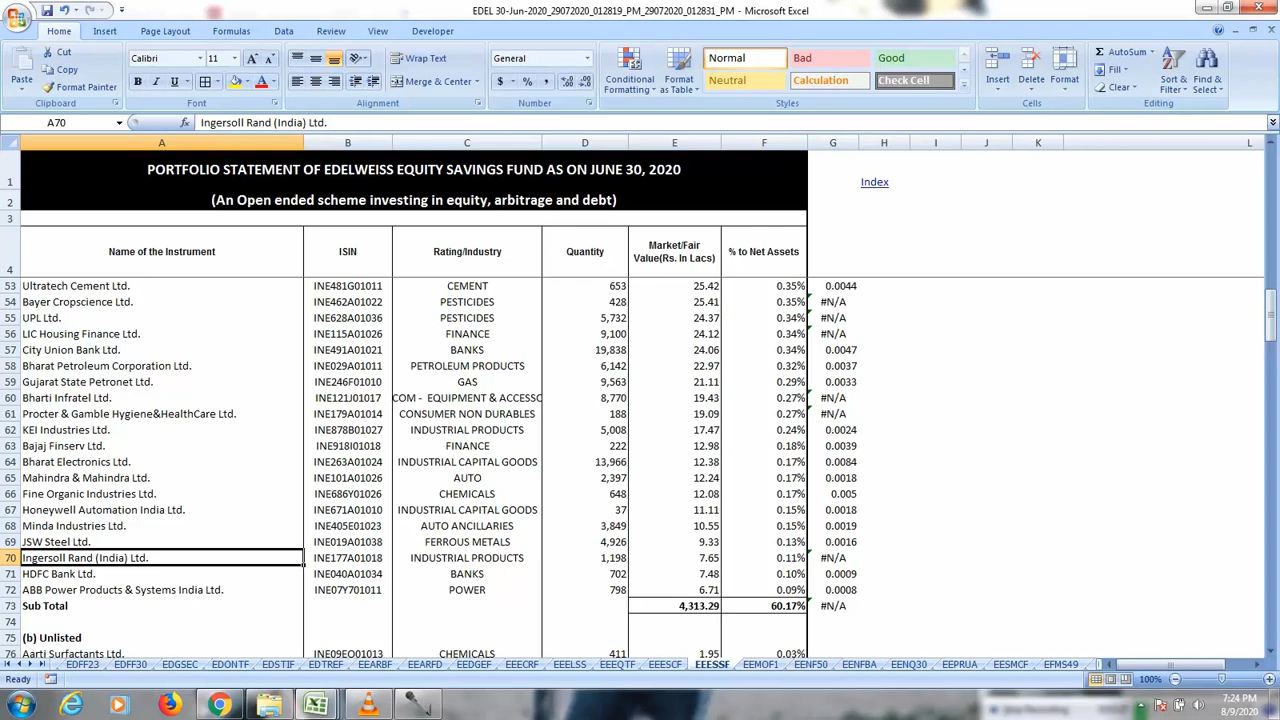 EDEL 30-Jun-2020_29072020_012819_PM_29072020_012831_PM - Microsoft Excel
Home Insert Page Layout Formulas Data Review View Developer
Paste
Cut
Copy
Format Painter
Clipboard
Calibri 11
Font
Wrap Text
Merge & Center
Alignment
General
Number
Conditional Formatting
Format as Table
Normal Bad Good
Neutral Calculation Check Cell
Styles
Insert Delete Format
Cells
AutoSum
Fill
Clear
Sort & Filter
Find & Select
Editing
A70 fx Ingersoll Rand (India) Ltd.
A B C D E F G H I J K L
1 PORTFOLIO STATEMENT OF EDELWEISS EQUITY SAVINGS FUND AS ON JUNE 30, 2020 Index
2 (An Open ended scheme investing in equity, arbitrage and debt)
3
4 Name of the Instrument ISIN Rating/Industry Quantity Market/Fair Value(Rs. In Lacs) % to Net Assets
53 Ultratech Cement Ltd. INE481G01011 CEMENT 653 25.42 0.35% 0.0044
54 Bayer Cropscience Ltd. INE462A01022 PESTICIDES 428 25.41 0.35% #N/A
55 UPL Ltd. INE628A01036 PESTICIDES 5,732 24.37 0.34% #N/A
56 LIC Housing Finance Ltd. INE115A01026 FINANCE 9,100 24.12 0.34% #N/A
57 City Union Bank Ltd. INE491A01021 BANKS 19,838 24.06 0.34% 0.0047
58 Bharat Petroleum Corporation Ltd. INE029A01011 PETROLEUM PRODUCTS 6,142 22.97 0.32% 0.0037
59 Gujarat State Petronet Ltd. INE246F01010 GAS 9,563 21.11 0.29% 0.0033
60 Bharti Infratel Ltd. INE121J01017 COM - EQUIPMENT & ACCESSO 8,770 19.43 0.27% #N/A
61 Procter & Gamble Hygiene&HealthCare Ltd. INE179A01014 CONSUMER NON DURABLES 188 19.09 0.27% #N/A
62 KEI Industries Ltd. INE878B01027 INDUSTRIAL PRODUCTS 5,008 17.47 0.24% 0.0024
63 Bajaj Finserv Ltd. INE918I01018 FINANCE 222 12.98 0.18% 0.0039
64 Bharat Electronics Ltd. INE263A01024 INDUSTRIAL CAPITAL GOODS 13,966 12.38 0.17% 0.0084
65 Mahindra & Mahindra Ltd. INE101A01026 AUTO 2,397 12.24 0.17% 0.0018
66 Fine Organic Industries Ltd. INE686Y01026 CHEMICALS 648 12.08 0.17% 0.005
67 Honeywell Automation India Ltd. INE671A01010 INDUSTRIAL CAPITAL GOODS 37 11.11 0.15% 0.0018
68 Minda Industries Ltd. INE405E01023 AUTO ANCILLARIES 3,849 10.55 0.15% 0.0019
69 JSW Steel Ltd. INE019A01038 FERROUS METALS 4,926 9.33 0.13% 0.0016
70 Ingersoll Rand (India) Ltd. INE177A01018 INDUSTRIAL PRODUCTS 1,198 7.65 0.11% #N/A
71 HDFC Bank Ltd. INE040A01034 BANKS 702 7.48 0.10% 0.0009
72 ABB Power Products & Systems India Ltd. INE07Y701011 POWER 798 6.71 0.09% 0.0008
73 Sub Total 4,313.29 60.17% #N/A
74
75 (b) Unlisted
76 Aarti Surfactants Ltd. INE09EO01013 CHEMICALS 411 1.95 0.03%
EDFF23 EDFF30 EDGSEC EDONTF EDSTIF EDTREF EEARBF EEARFD EEDGEF EEECRF EEELSS EEEQTF EEESCF EEESSF EEMOF1 EENF50 EENFBA EENQ30 EEPRUA EESMCF EFMS49
Ready 100%
7:24 PM
8/9/2020